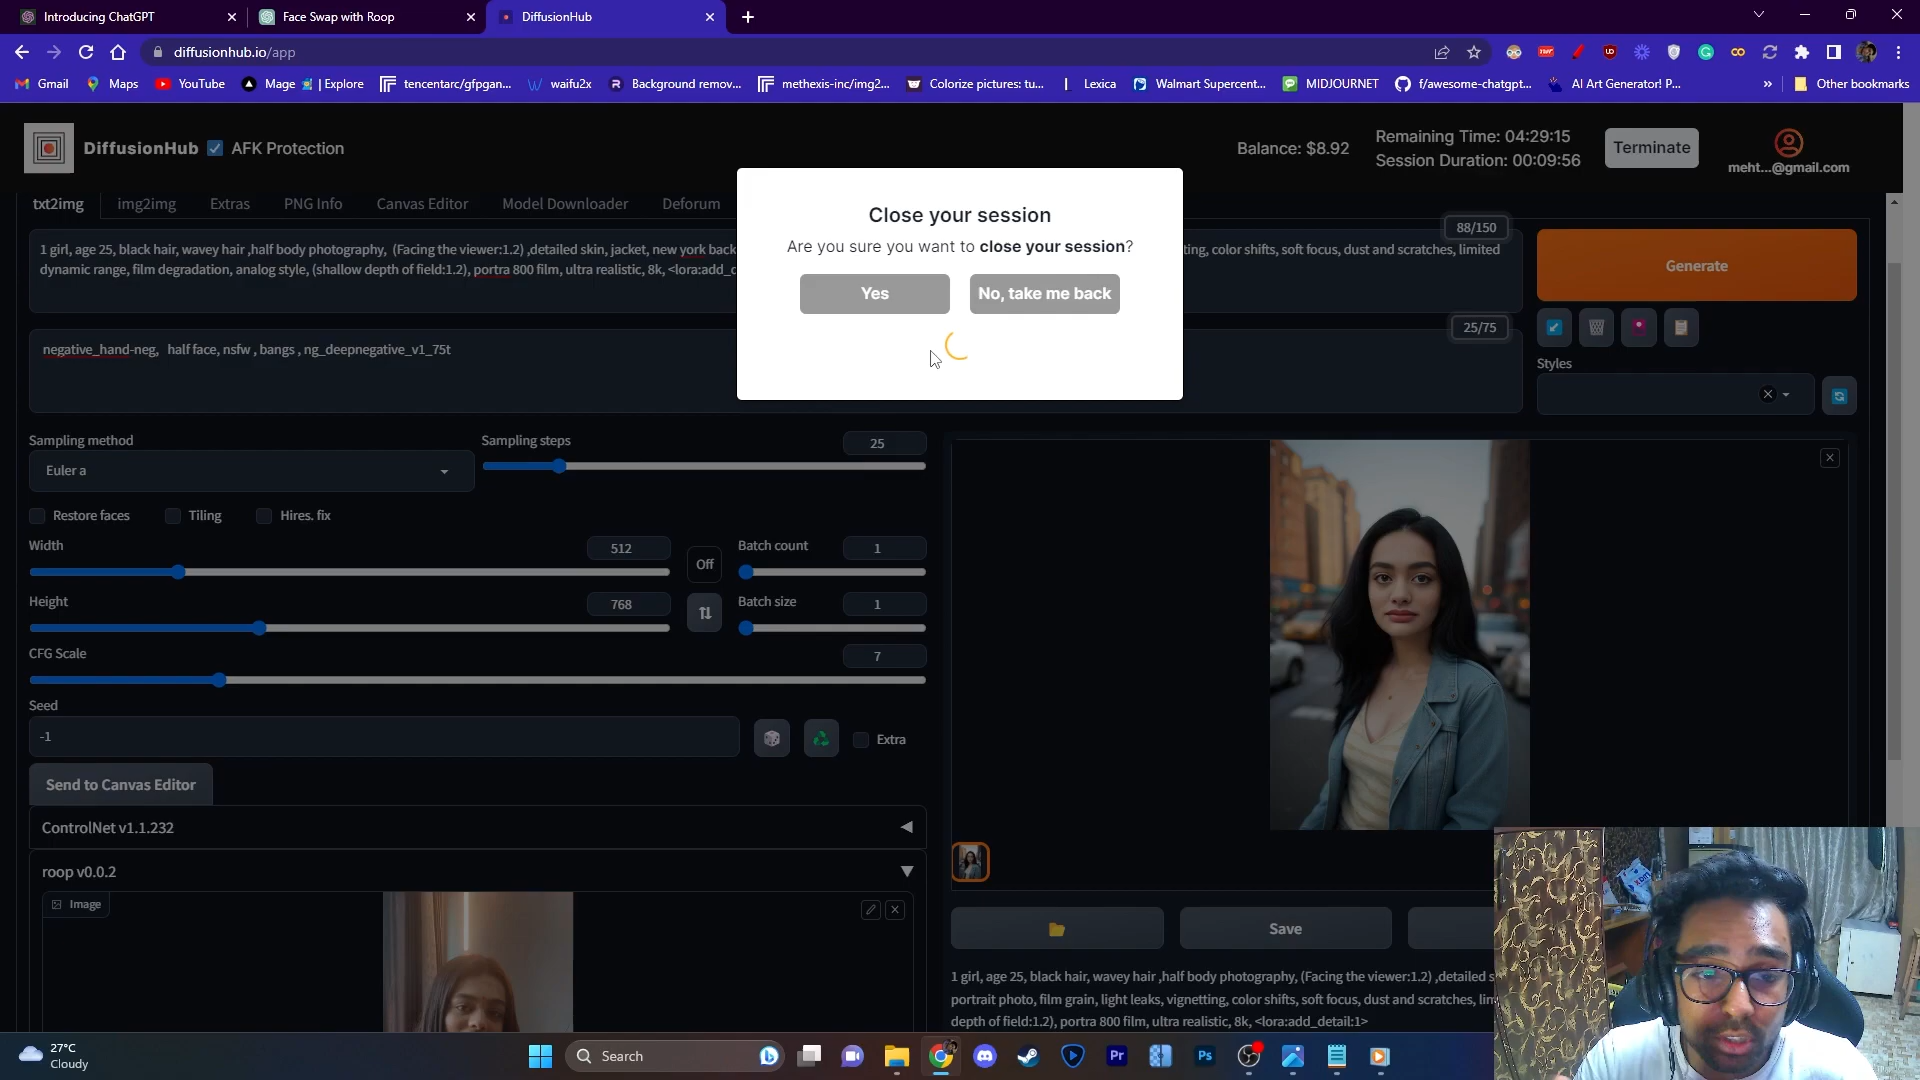 Introducing ChatGPT
Face Swap with Roop
DiffusionHub
diffusionhub.io/app
Gmail
Maps
YouTube
Mage | Explore
tencentarc/gfpgan...
waifu2x
Background remov...
methexis-inc/img2...
Colorize pictures: tu...
Lexica
Walmart Supercent...
MIDJOURNET
f/awesome-chatgpt...
AI Art Generator! P...
»
Other bookmarks
DiffusionHub
AFK Protection
Balance: $8.92
Remaining Time: 04:29:15
Session Duration: 00:09:56
Terminate
meht...@gmail.com
txt2img
img2img
Extras
PNG Info
Canvas Editor
Model Downloader
Deforum
Close your session
Are you sure you want to close your session?
Yes
No, take me back
88/150
1 girl, age 25, black hair, wavey hair ,half body photography, (Facing the viewer:1.2) ,detailed skin, jacket, new york back
ting, color shifts, soft focus, dust and scratches, limited
dynamic range, film degradation, analog style, (shallow depth of field:1.2), portra 800 film, ultra realistic, 8k, <lora:add_d
Generate
25/75
negative_hand-neg, half face, nsfw , bangs , ng_deepnegative_v1_75t
Styles
Sampling method
Euler a
Sampling steps
25
Restore faces
Tiling
Hires. fix
Width
512
Off
Batch count
1
Height
768
Batch size
1
CFG Scale
7
Seed
-1
Extra
Send to Canvas Editor
ControlNet v1.1.232
roop v0.0.2
Image
Save
1 girl, age 25, black hair, wavey hair ,half body photography, (Facing the viewer:1.2) ,detailed s
portrait photo, film grain, light leaks, vignetting, color shifts, soft focus, dust and scratches, lim
depth of field:1.2), portra 800 film, ultra realistic, 8k, <lora:add_detail:1>
27°C
Cloudy
Search
Pr
Ps